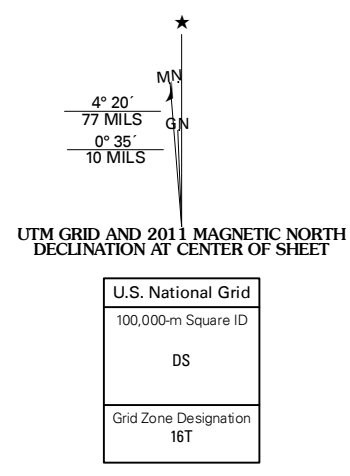 ★
MN
4° 20´
77 MILS
GN
0° 35´
10 MILS
UTM GRID AND 2011 MAGNETIC NORTH
DECLINATION AT CENTER OF SHEET
U.S. National Grid
100,000-m Square ID
DS
Grid Zone Designation
16T